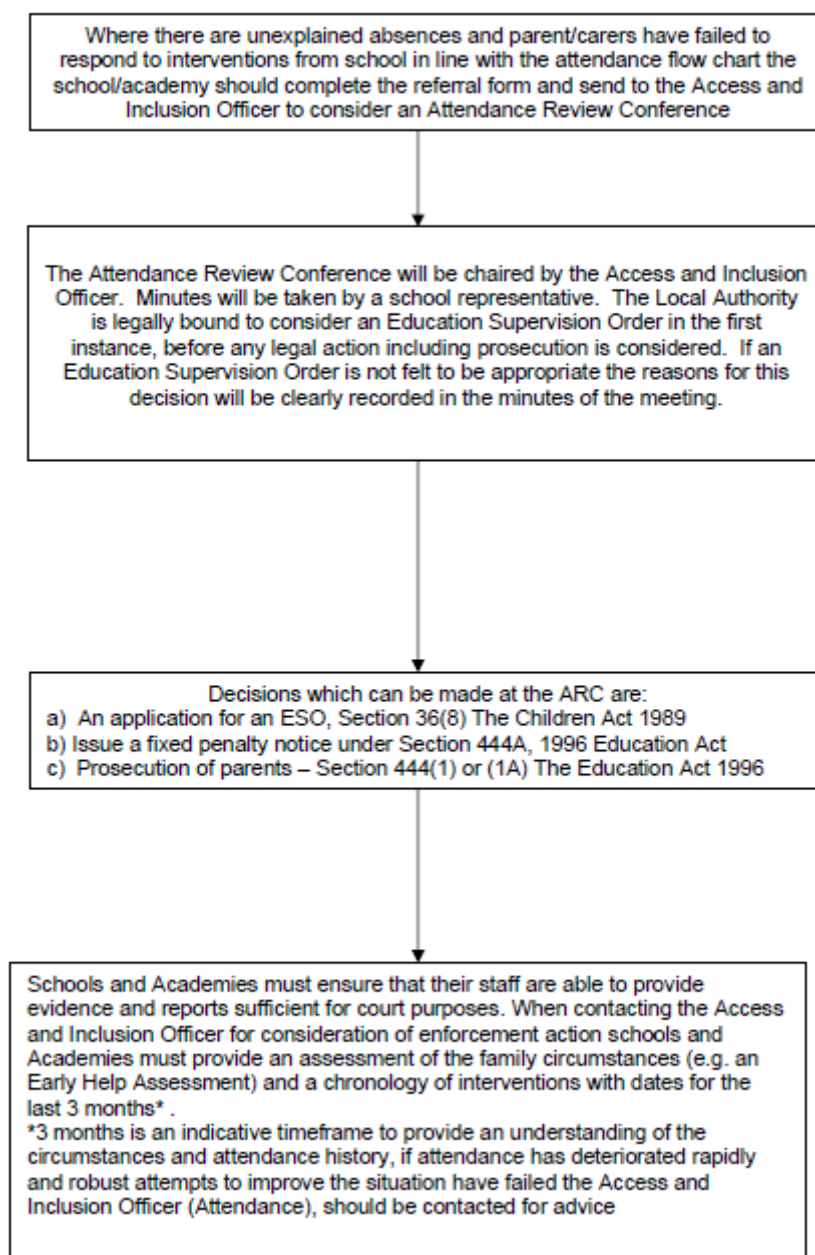 Where there are unexplained absences and parent/carers have failed to
respond to interventions from school in line with the attendance flow chart the
school/academy should complete the referral form and send to the Access and
Inclusion Officer to consider an Attendance Review Conference
The Attendance Review Conference will be chaired by the Access and Inclusion
Officer.  Minutes will be taken by a school representative.  The Local Authority
is legally bound to consider an Education Supervision Order in the first
instance, before any legal action including prosecution is considered.  If an
Education Supervision Order is not felt to be appropriate the reasons for this
decision will be clearly recorded in the minutes of the meeting.
Decisions which can be made at the ARC are:
a)  An application for an ESO, Section 36(8) The Children Act 1989
b) Issue a fixed penalty notice under Section 444A, 1996 Education Act
c)  Prosecution of parents – Section 444(1) or (1A) The Education Act 1996
Schools and Academies must ensure that their staff are able to provide
evidence and reports sufficient for court purposes. When contacting the Access
and Inclusion Officer for consideration of enforcement action schools and
Academies must provide an assessment of the family circumstances (e.g. an
Early Help Assessment) and a chronology of interventions with dates for the
last 3 months* .
*3 months is an indicative timeframe to provide an understanding of the
circumstances and attendance history, if attendance has deteriorated rapidly
and robust attempts to improve the situation have failed the Access and
Inclusion Officer (Attendance), should be contacted for advice